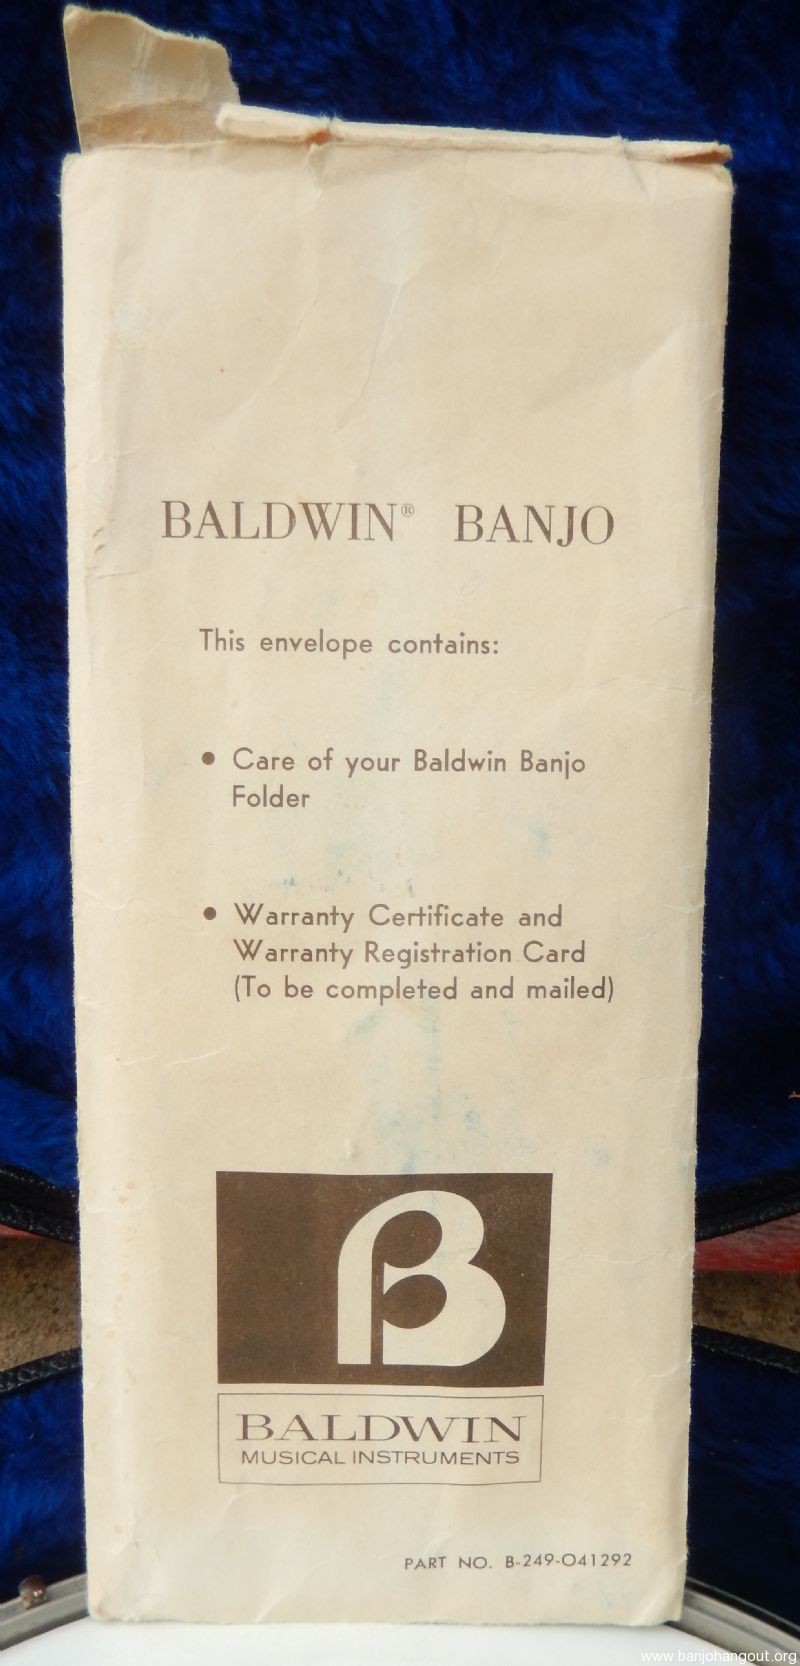 BALDWIN® BANJO
This envelope contains:
• Care of your Baldwin Banjo
Folder
• Warranty Certificate and
Warranty Registration Card
(To be completed and mailed)
B
BALDWIN
MUSICAL INSTRUMENTS
PART NO. B-249-041292
www.banjohangout.org